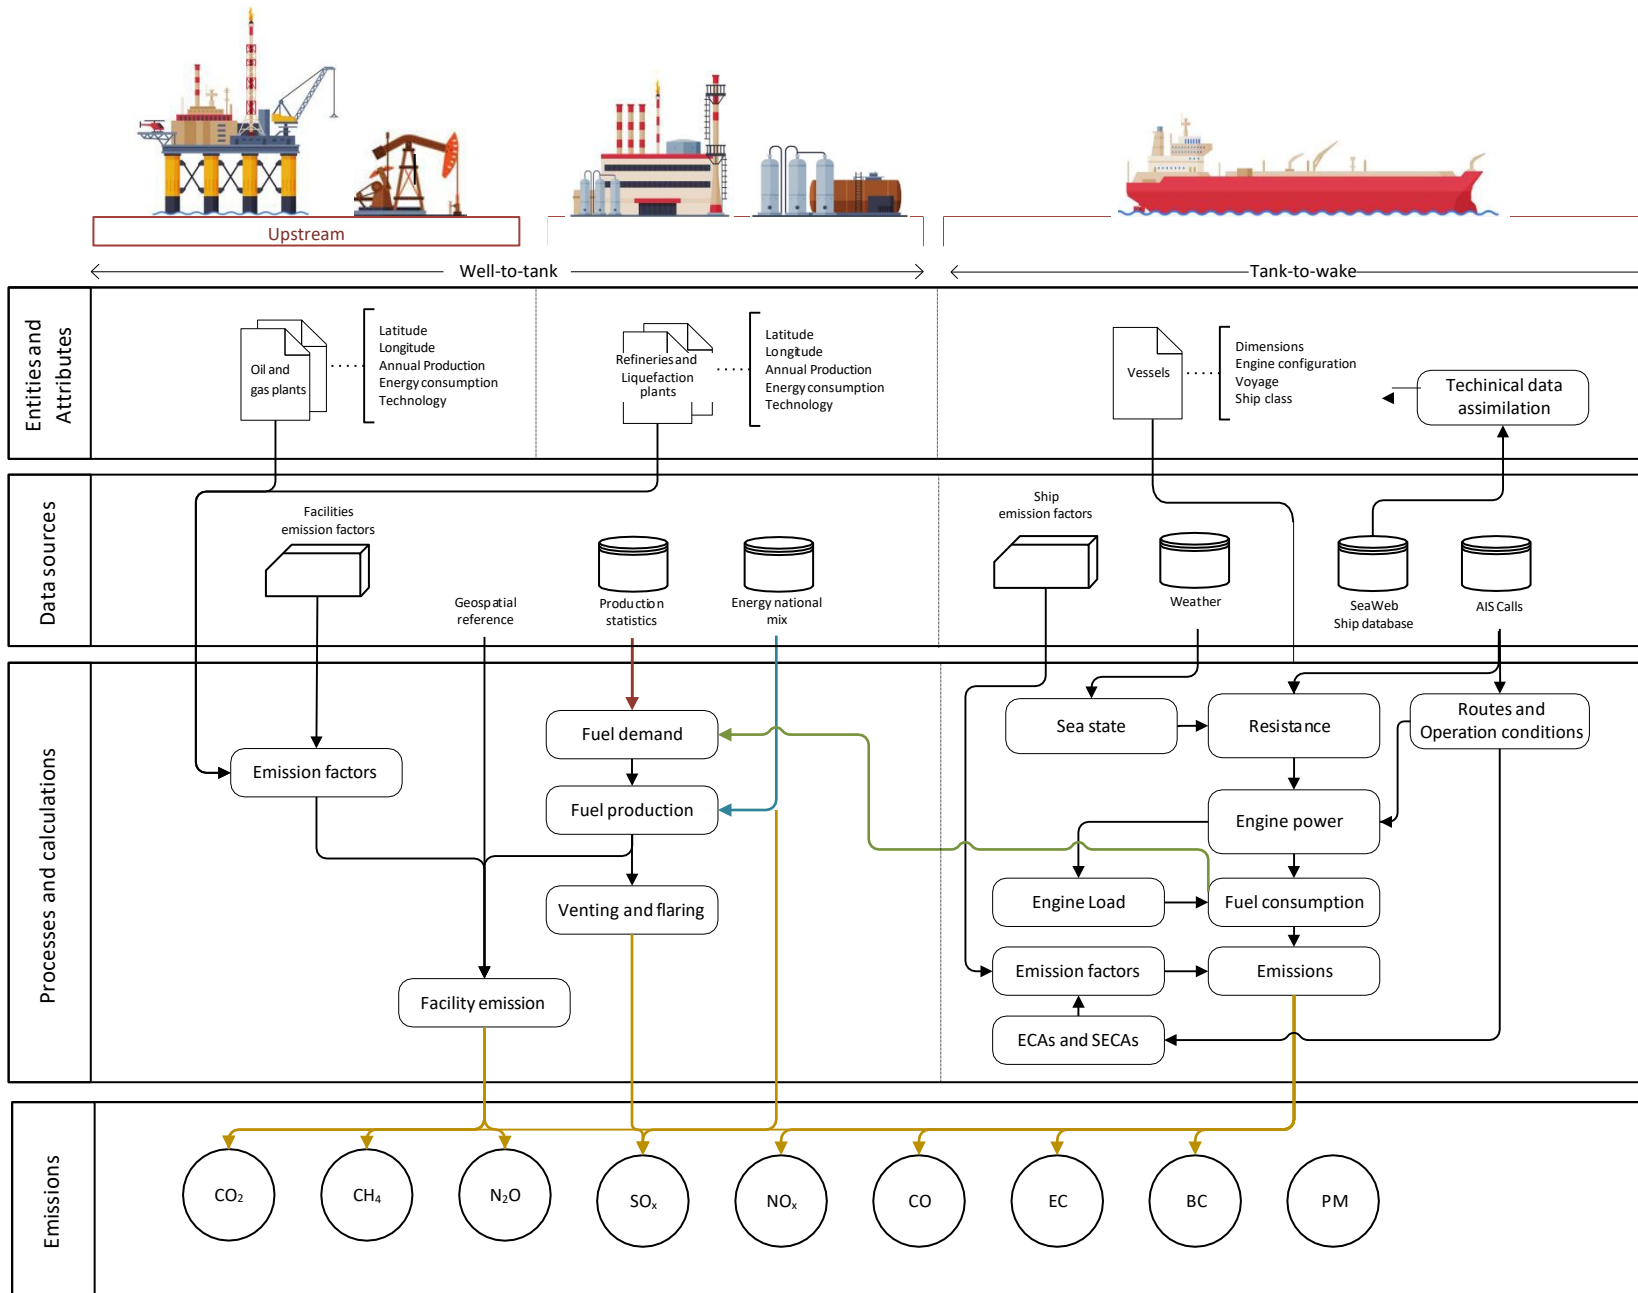 Upstream
Well-to-tank
Tank-to-wake
Entities and
Attributes
Oil and
gas plants
Latitude
Longitude
Annual Production
Energy consumption
Technology
Refineries and
Liquefaction
plants
Latitude
Longitude
Annual Production
Energy consumption
Technology
Vessels
Dimensions
Engine configuration
Voyage
Ship class
Techinical data
assimilation
Data sources
Facilities
emission factors
Geospatial
reference
Production
statistics
Energy national
mix
Ship
emission factors
Weather
SeaWeb
Ship database
AIS Calls
Processes and calculations
Emission factors
Fuel demand
Fuel production
Venting and flaring
Facility emission
Sea state
Resistance
Routes and
Operation conditions
Engine power
Engine Load
Fuel consumption
Emission factors
Emissions
ECAs and SECAs
Emissions
CO₂
CH₄
N₂O
SOₓ
NOₓ
CO
EC
BC
PM